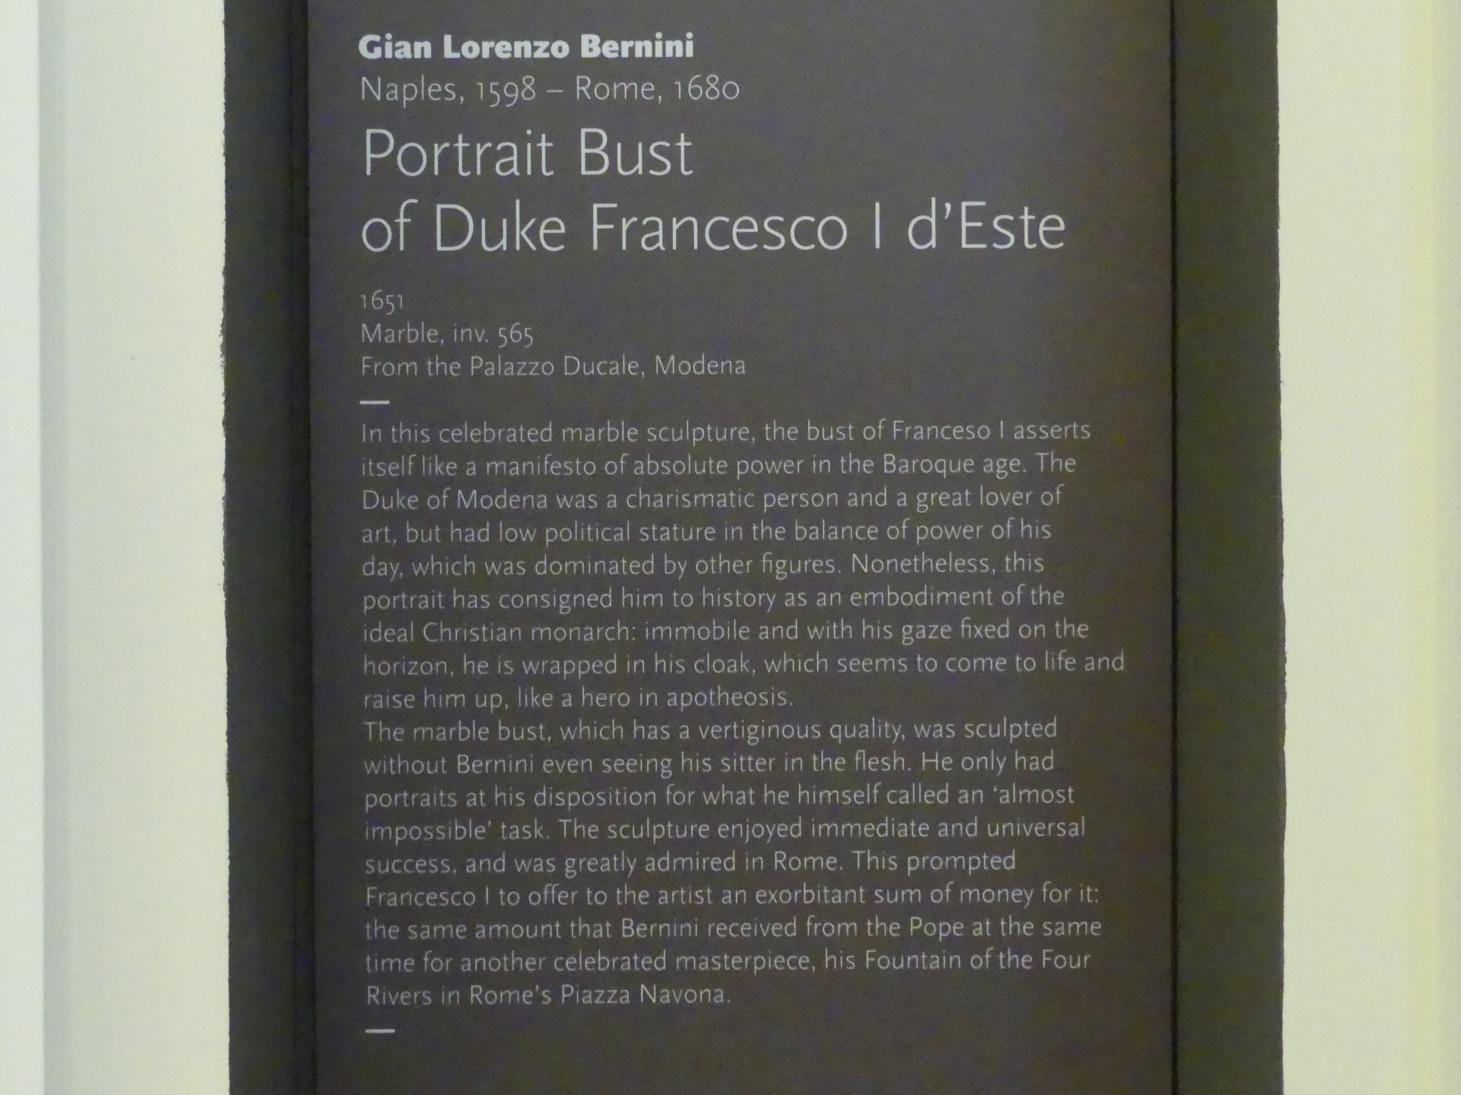 Gian Lorenzo Bernini
Naples, 1598 – Rome, 1680
Portrait Bust
of Duke Francesco I d’Este
1651
Marble, inv. 565
From the Palazzo Ducale, Modena
In this celebrated marble sculpture, the bust of Franceso I asserts
itself like a manifesto of absolute power in the Baroque age. The
Duke of Modena was a charismatic person and a great lover of
art, but had low political stature in the balance of power of his
day, which was dominated by other figures. Nonetheless, this
portrait has consigned him to history as an embodiment of the
ideal Christian monarch: immobile and with his gaze fixed on the
horizon, he is wrapped in his cloak, which seems to come to life and
raise him up, like a hero in apotheosis.
The marble bust, which has a vertiginous quality, was sculpted
without Bernini even seeing his sitter in the flesh. He only had
portraits at his disposition for what he himself called an ‘almost
impossible’ task. The sculpture enjoyed immediate and universal
success, and was greatly admired in Rome. This prompted
Francesco I to offer to the artist an exorbitant sum of money for it:
the same amount that Bernini received from the Pope at the same
time for another celebrated masterpiece, his Fountain of the Four
Rivers in Rome’s Piazza Navona.